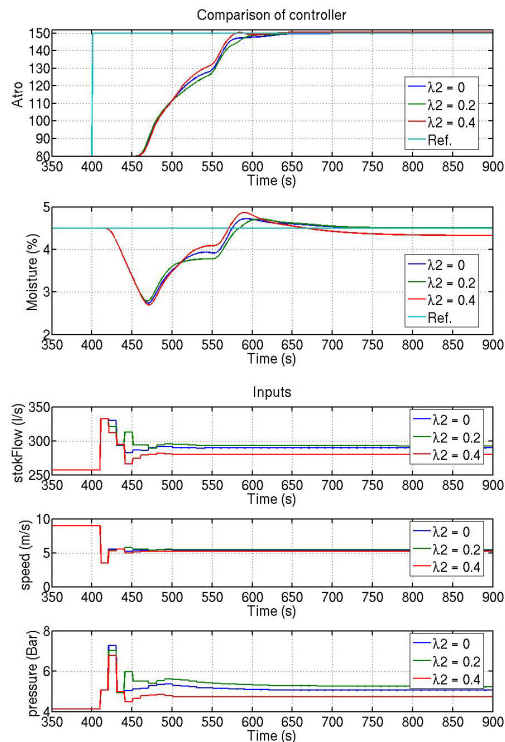 Comparison of controller
150
140
130
120
110
100
90
80
Atro
λ2 = 0
λ2 = 0.2
λ2 = 0.4
Ref.
350 400 450 500 550 600 650 700 750 800 850 900
Time (s)
5
4
3
2
Moisture (%)
λ2 = 0
λ2 = 0.2
λ2 = 0.4
Ref.
350 400 450 500 550 600 650 700 750 800 850 900
Time (s)
Inputs
350
300
250
stokFlow (l/s)
λ2 = 0
λ2 = 0.2
λ2 = 0.4
350 400 450 500 550 600 650 700 750 800 850 900
Time (s)
10
5
0
speed (m/s)
λ2 = 0
λ2 = 0.2
λ2 = 0.4
350 400 450 500 550 600 650 700 750 800 850 900
Time (s)
8
6
4
pressure (Bar)
λ2 = 0
λ2 = 0.2
λ2 = 0.4
350 400 450 500 550 600 650 700 750 800 850 900
Time (s)